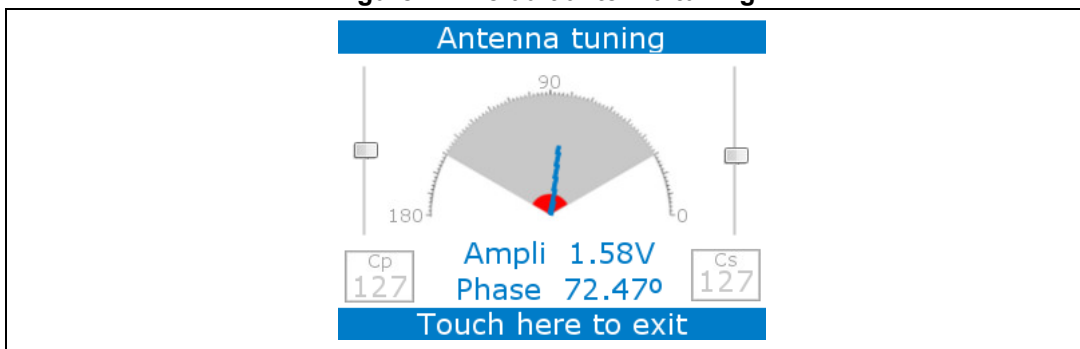 Antenna tuning
90
180
0
Ampli 1.58V
Phase 72.47º
Cp
127
Cs
127
Touch here to exit